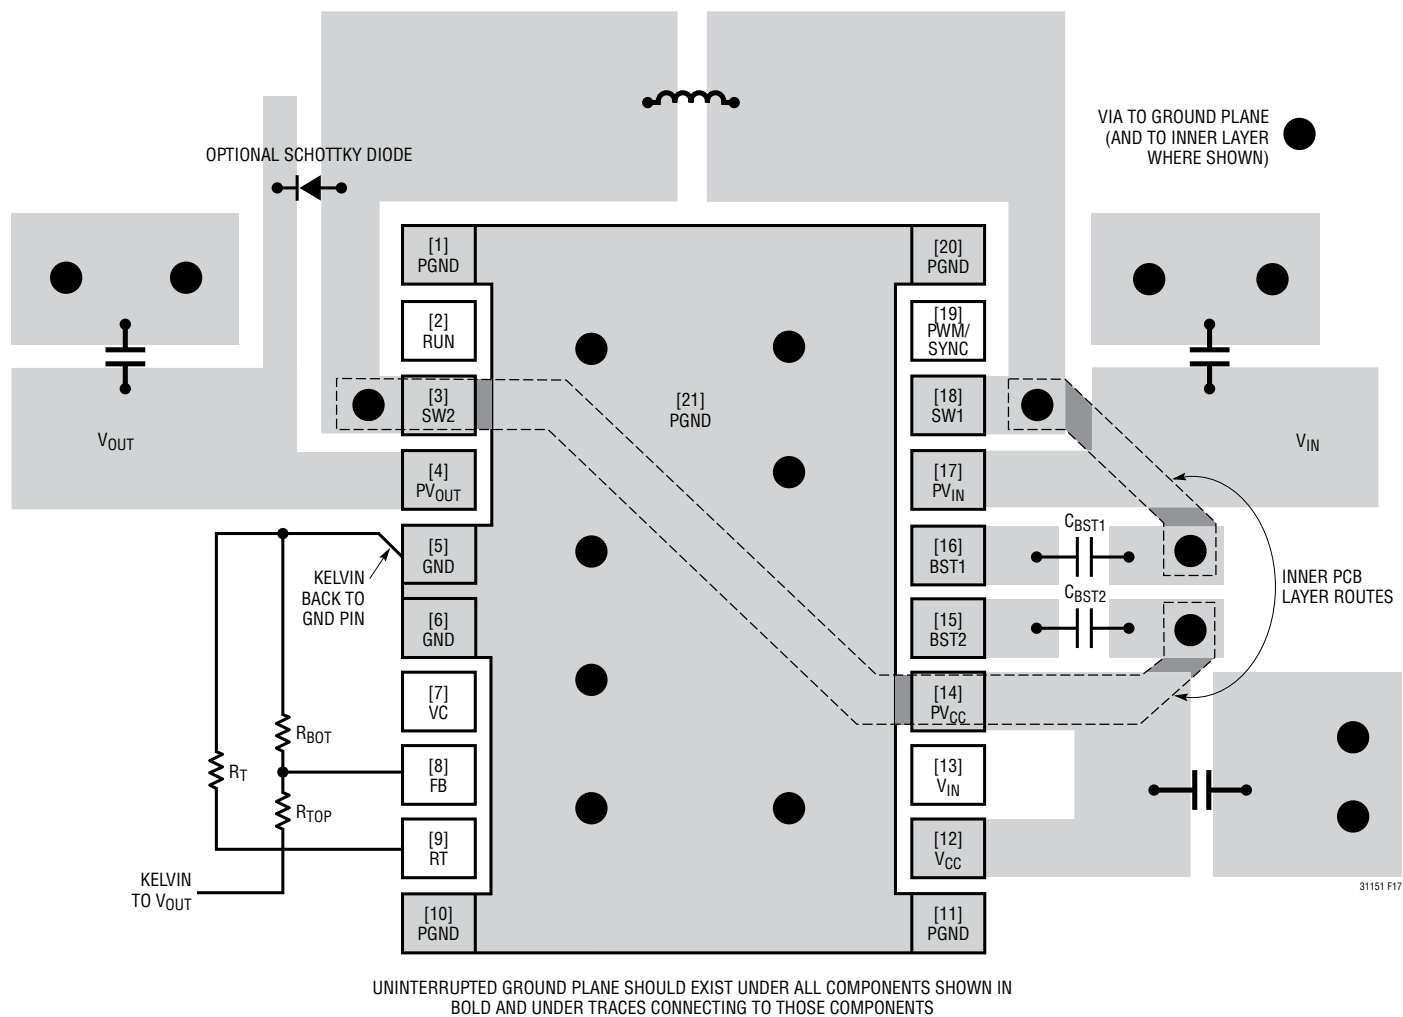 OPTIONAL SCHOTTKY DIODE
VIA TO GROUND PLANE
(AND TO INNER LAYER
WHERE SHOWN)
[1]
PGND
[2]
RUN
[3]
SW2
[4]
PVOUT
[5]
GND
[6]
GND
[7]
VC
[8]
FB
[9]
RT
[10]
PGND
[21]
PGND
[20]
PGND
[19]
PWM/
SYNC
[18]
SW1
[17]
PVIN
[16]
BST1
[15]
BST2
[14]
PVCC
[13]
VIN
[12]
VCC
[11]
PGND
VOUT
VIN
CBST1
CBST2
KELVIN
BACK TO
GND PIN
INNER PCB
LAYER ROUTES
RBOT
RT
RTOP
KELVIN
TO VOUT
31151 F17
UNINTERRUPTED GROUND PLANE SHOULD EXIST UNDER ALL COMPONENTS SHOWN IN
BOLD AND UNDER TRACES CONNECTING TO THOSE COMPONENTS